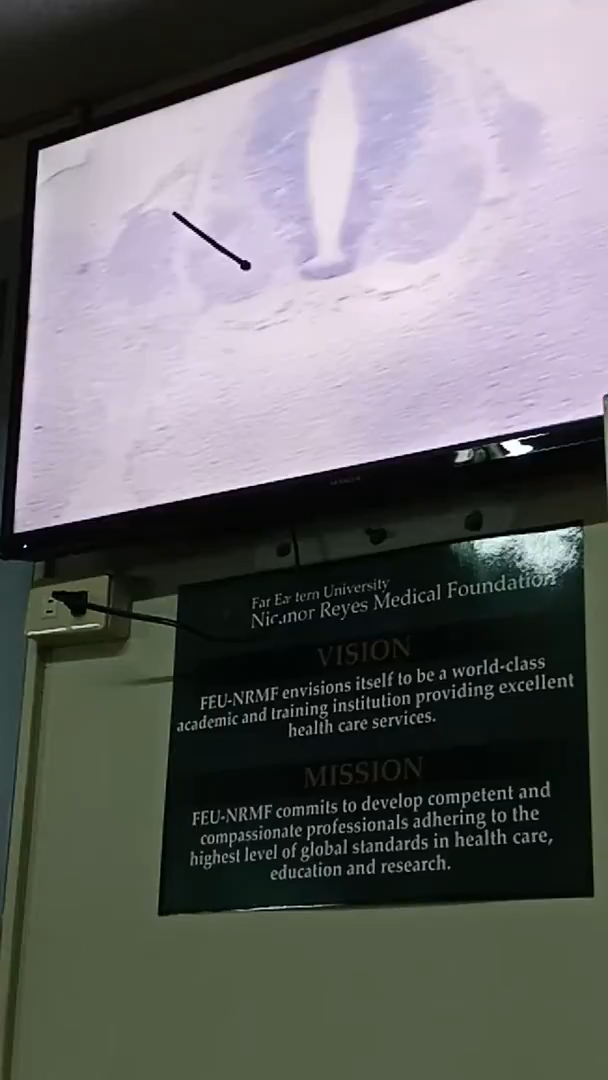 HITACHI
Far Eastern University
Nicanor Reyes Medical Foundation
VISION
FEU-NRMF envisions itself to be a world-class
academic and training institution providing excellent
health care services.
MISSION
FEU-NRMF commits to develop competent and
compassionate professionals adhering to the
highest level of global standards in health care,
education and research.